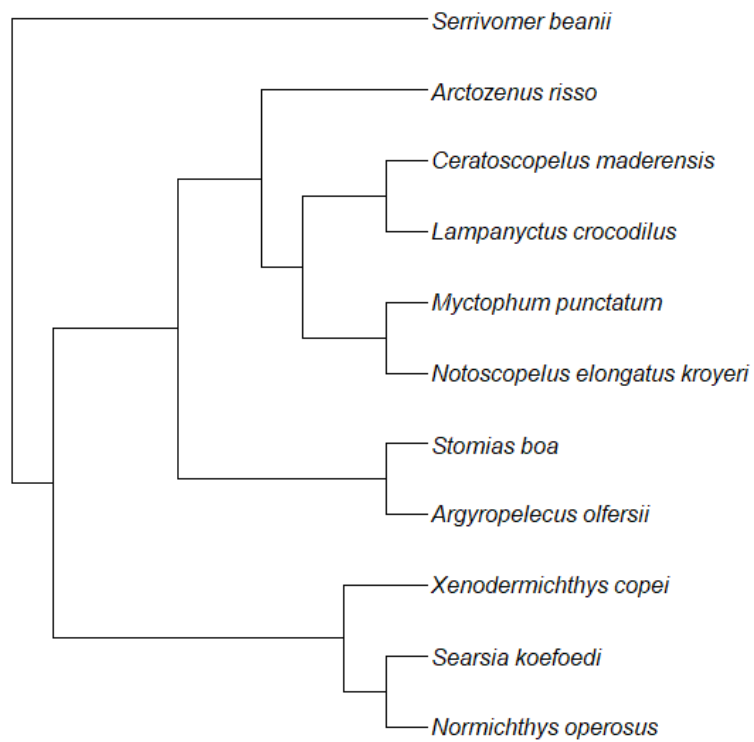 Serrivomer beanii
Arctozenus risso
Ceratoscopelus maderensis
Lampanyctus crocodilus
Myctophum punctatum
Notoscopelus elongatus kroyeri
Stomias boa
Argyropelecus olfersii
Xenodermichthys copei
Searsia koefoedi
Normichthys operosus